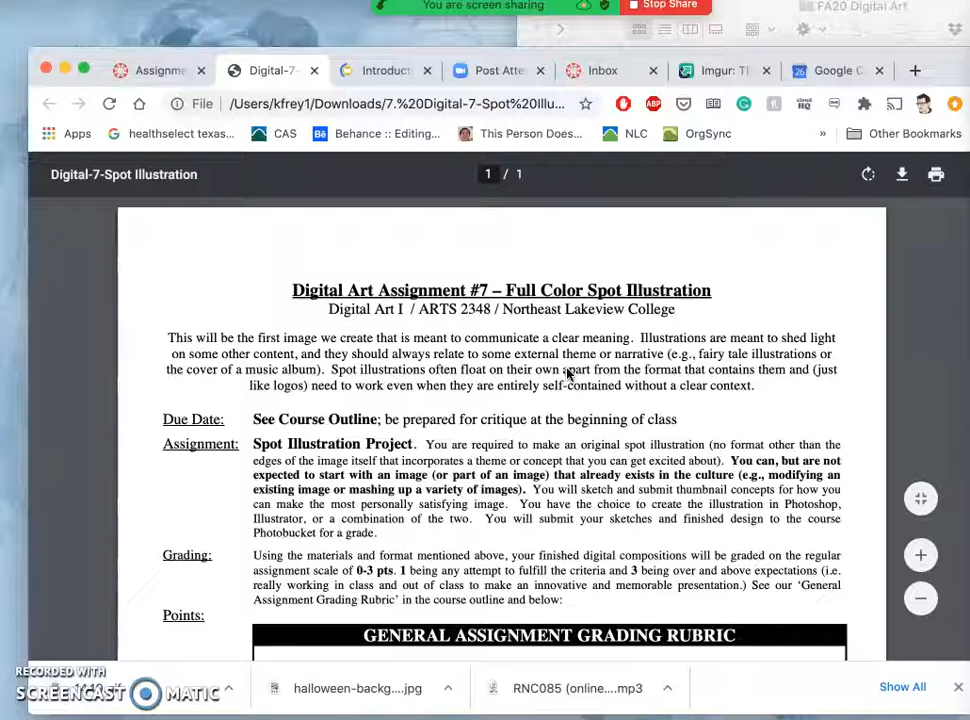 You are screen sharing
Stop Share
FA20 Digital Art
Assignme
Digital-7-
Introduct
Post Atte
Inbox
Imgur: Tl
Google C
File /Users/kfrey1/Downloads/7.%20Digital-7-Spot%20Illu...
Apps
healthselect texas...
CAS
Behance :: Editing...
This Person Does...
NLC
OrgSync
» Other Bookmarks
Digital-7-Spot Illustration
1 / 1
Digital Art Assignment #7 – Full Color Spot Illustration
Digital Art I / ARTS 2348 / Northeast Lakeview College
This will be the first image we create that is meant to communicate a clear meaning. Illustrations are meant to shed light
on some other content, and they should always relate to some external theme or narrative (e.g., fairy tale illustrations or
the cover of a music album). Spot illustrations often float on their own apart from the format that contains them and (just
like logos) need to work even when they are entirely self-contained without a clear context.
Due Date: See Course Outline; be prepared for critique at the beginning of class
Assignment: Spot Illustration Project. You are required to make an original spot illustration (no format other than the
edges of the image itself that incorporates a theme or concept that you can get excited about). You can, but are not
expected to start with an image (or part of an image) that already exists in the culture (e.g., modifying an
existing image or mashing up a variety of images). You will sketch and submit thumbnail concepts for how you
can make the most personally satisfying image. You have the choice to create the illustration in Photoshop,
Illustrator, or a combination of the two. You will submit your sketches and finished design to the course
Photobucket for a grade.
Grading: Using the materials and format mentioned above, your finished digital compositions will be graded on the regular
assignment scale of 0-3 pts. 1 being any attempt to fulfill the criteria and 3 being over and above expectations (i.e.
really working in class and out of class to make an innovative and memorable presentation.) See our ‘General
Assignment Grading Rubric’ in the course outline and below:
Points:
GENERAL ASSIGNMENT GRADING RUBRIC
RECORDED WITH
SCREENCAST MATIC
halloween-backg....jpg
RNC085 (online....mp3
Show All